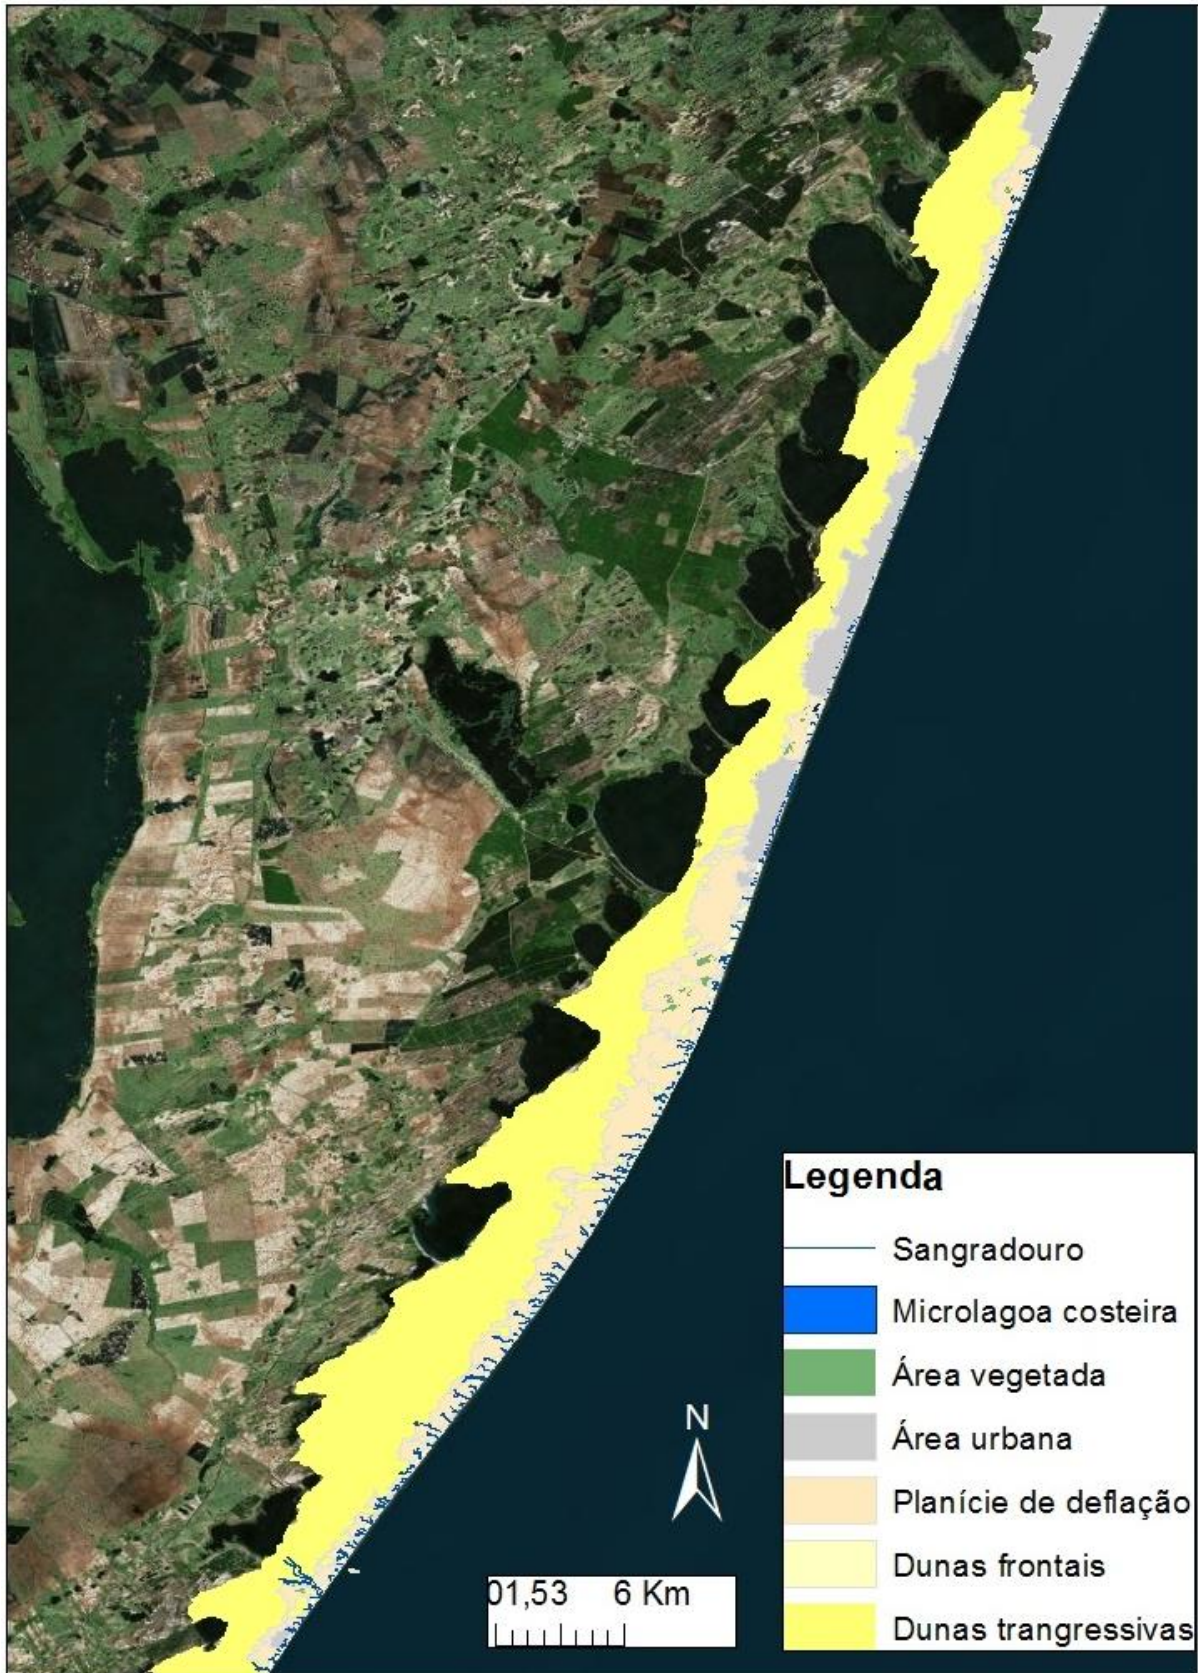 Legenda
Sangradouro
Microlagoa costeira
Área vegetada
Área urbana
Planície de deflação
Dunas frontais
Dunas trangressivas
N
01,53 6 Km